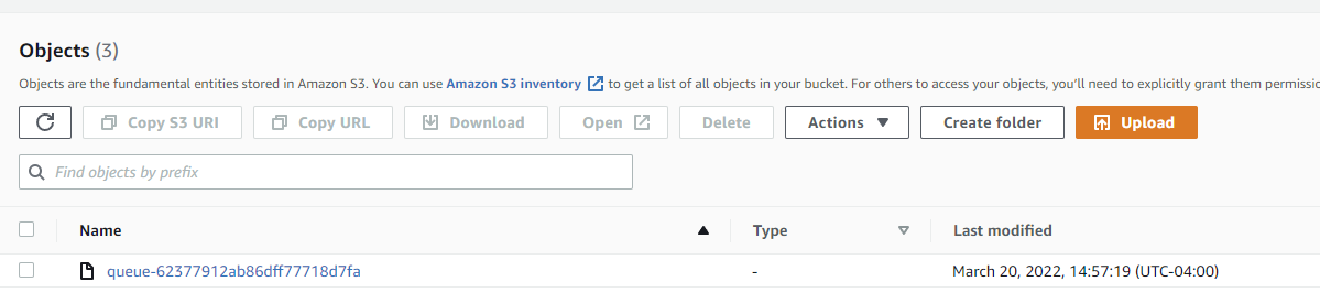 Objects (3)
Objects are the fundamental entities stored in Amazon S3. You can use Amazon S3 inventory to get a list of all objects in your bucket. For others to access your objects, you'll need to explicitly grant them permissio
Copy S3 URI Copy URL Download Open Delete Actions Create folder Upload
Find objects by prefix
Name Type Last modified
queue-62377912ab86dff77718d7fa - March 20, 2022, 14:57:19 (UTC-04:00)